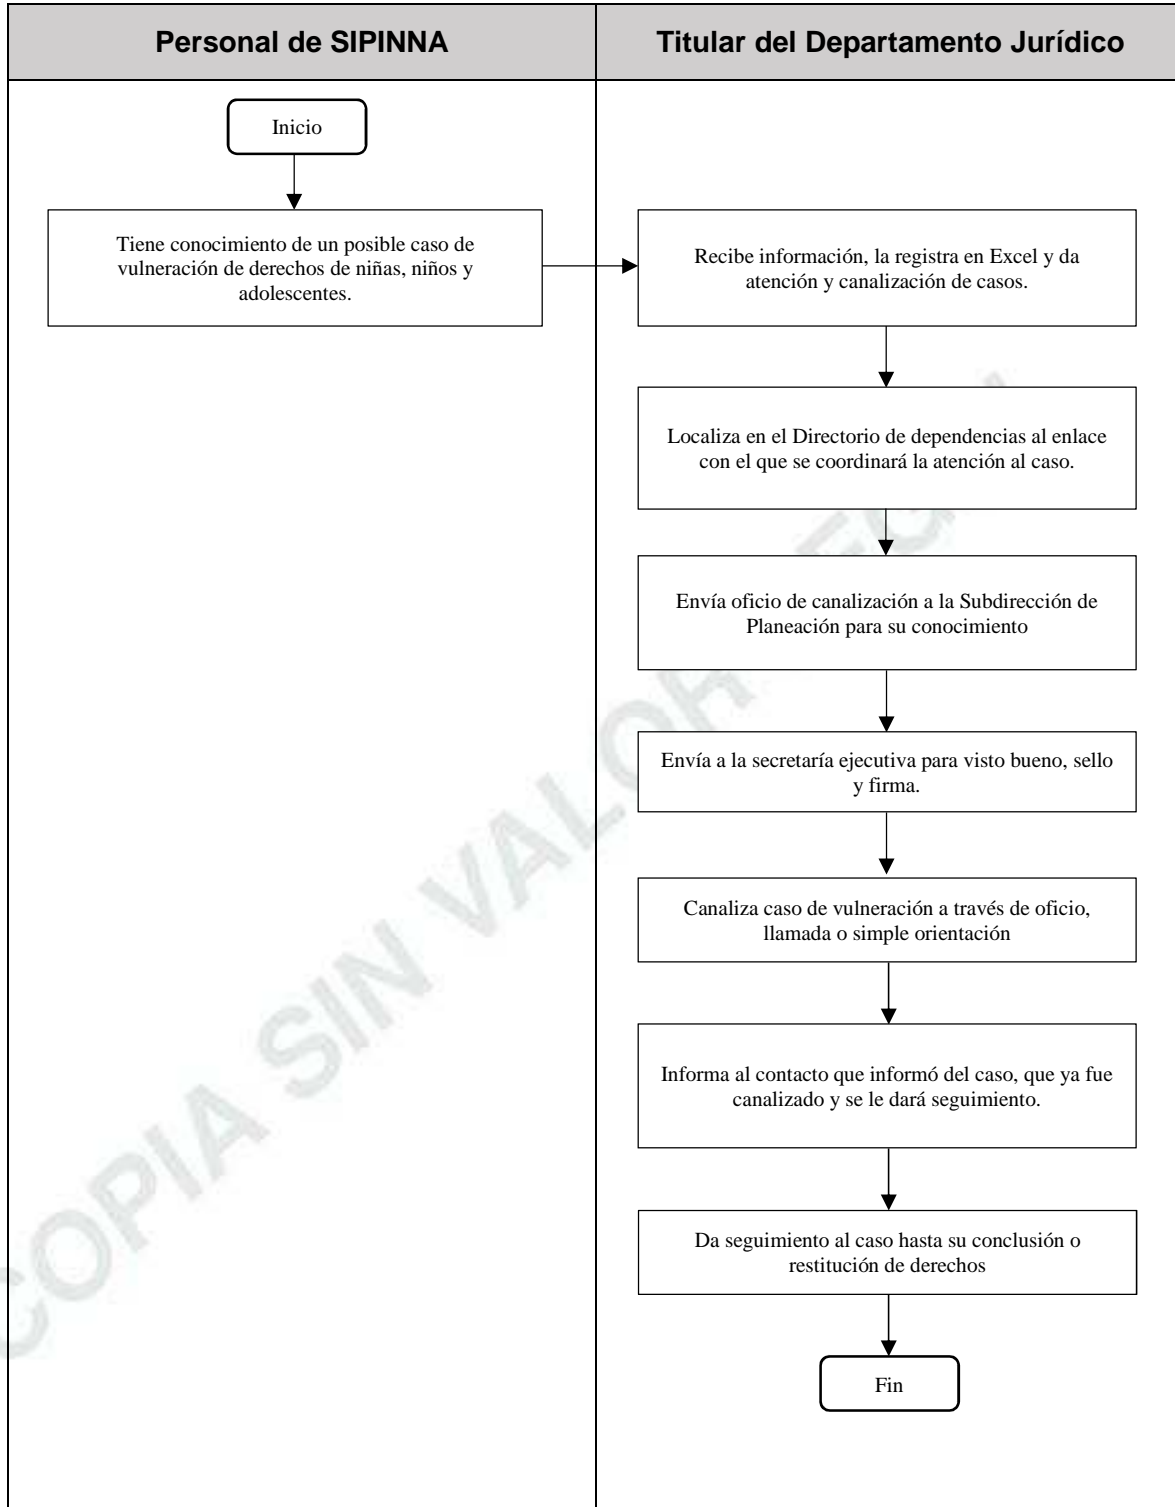 Personal de SIPINNA
Titular del Departamento Jurídico
Inicio
Tiene conocimiento de un posible caso de
vulneración de derechos de niñas, niños y
adolescentes.
Recibe información, la registra en Excel y da
atención y canalización de casos.
Localiza en el Directorio de dependencias al enlace
con el que se coordinará la atención al caso.
Envía oficio de canalización a la Subdirección de
Planeación para su conocimiento
Envía a la secretaría ejecutiva para visto bueno, sello
y firma.
Canaliza caso de vulneración a través de oficio,
llamada o simple orientación
Informa al contacto que informó del caso, que ya fue
canalizado y se le dará seguimiento.
Da seguimiento al caso hasta su conclusión o
restitución de derechos
Fin
COPIA SIN VALOR